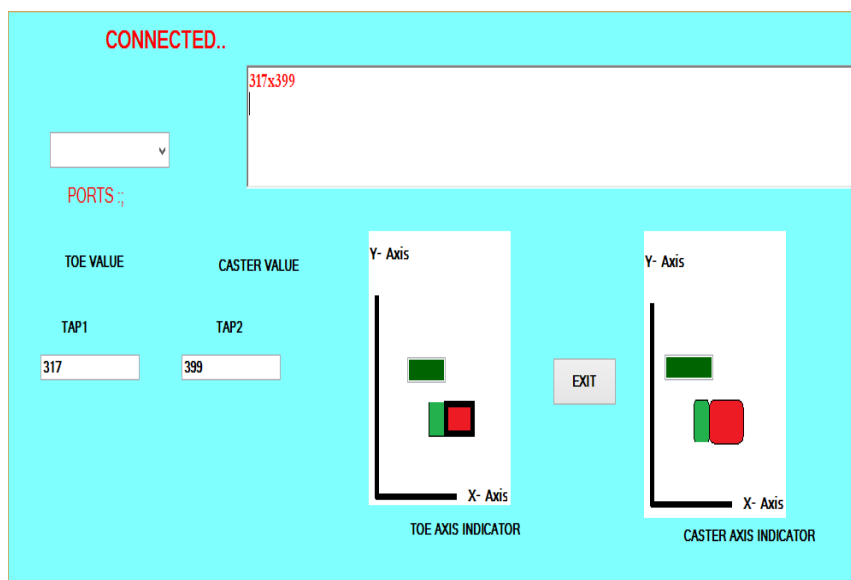 CONNECTED..
317x399
PORTS :;
TOE VALUE
CASTER VALUE
TAP1
TAP2
317
399
Y- Axis
X- Axis
TOE AXIS INDICATOR
EXIT
Y- Axis
X- Axis
CASTER AXIS INDICATOR